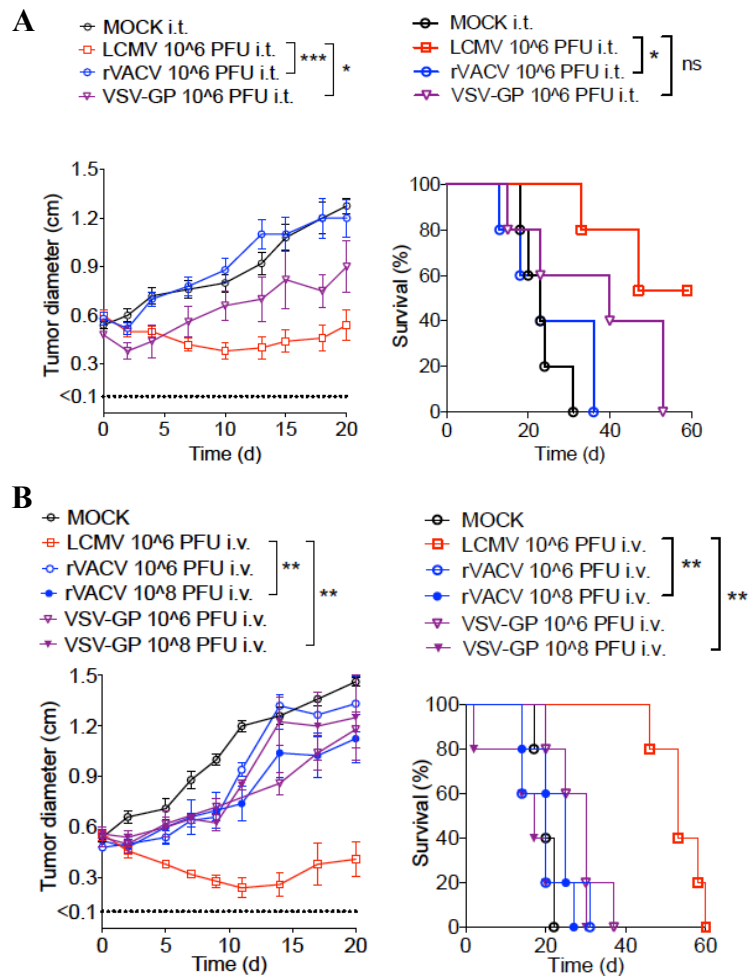 A
MOCK i.t.
LCMV 10^6 PFU i.t.
rVACV 10^6 PFU i.t.
VSV-GP 10^6 PFU i.t.
***
*
MOCK i.t.
LCMV 10^6 PFU i.t.
rVACV 10^6 PFU i.t.
VSV-GP 10^6 PFU i.t.
*
ns
Tumor diameter (cm)
1.5
1.2
0.9
0.6
0.3
<0.1
0 5 10 15 20
Time (d)
Survival (%)
100
80
60
40
20
0
0 20 40 60
Time (d)
B
MOCK
LCMV 10^6 PFU i.v.
rVACV 10^6 PFU i.v.
rVACV 10^8 PFU i.v.
VSV-GP 10^6 PFU i.v.
VSV-GP 10^8 PFU i.v.
**
**
MOCK
LCMV 10^6 PFU i.v.
rVACV 10^6 PFU i.v.
rVACV 10^8 PFU i.v.
VSV-GP 10^6 PFU i.v.
VSV-GP 10^8 PFU i.v.
**
**
Tumor diameter (cm)
1.5
1.2
0.9
0.6
0.3
<0.1
0 5 10 15 20
Time (d)
Survival (%)
100
80
60
40
20
0
0 20 40 60
Time (d)